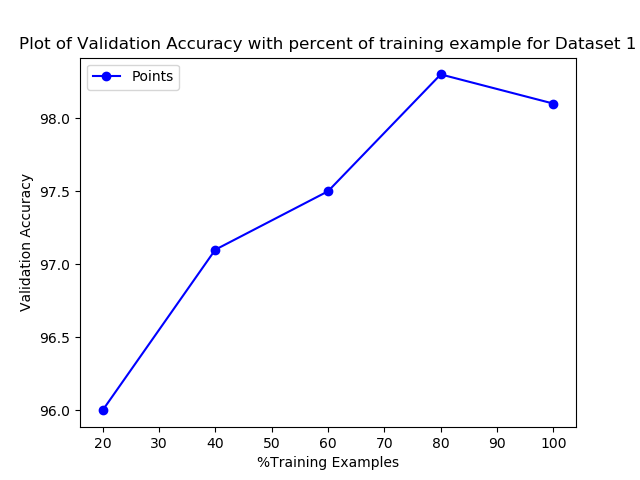 Plot of Validation Accuracy with percent of training example for Dataset 1
Points
98.0
97.5
97.0
96.5
96.0
Validation Accuracy
20 30 40 50 60 70 80 90 100
%Training Examples